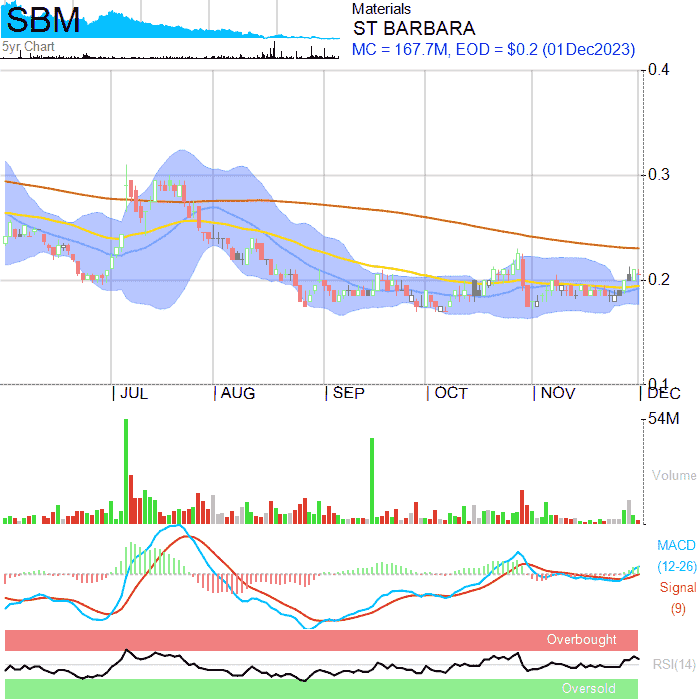 SBM
5yr. Chart
Materials
ST BARBARA
MC = 167.7M, EOD = $0.2 (01Dec2023)
0.4
0.3
0.2
0.1
JUL
AUG
SEP
OCT
NOV
DEC
54M
Volume
MACD
(12-26)
Signal
(9)
Overbought
RSI(14)
Oversold